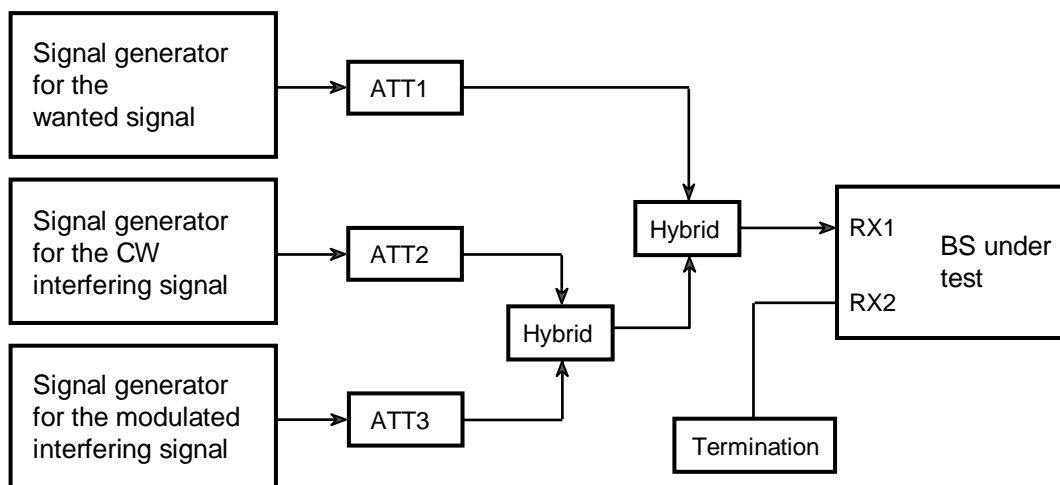 Signal generator
for the
wanted signal
ATT1
Signal generator
for the CW
interfering signal
ATT2
Hybrid
Hybrid
Signal generator
for the modulated
interfering signal
ATT3
RX1
RX2
BS under
test
Termination